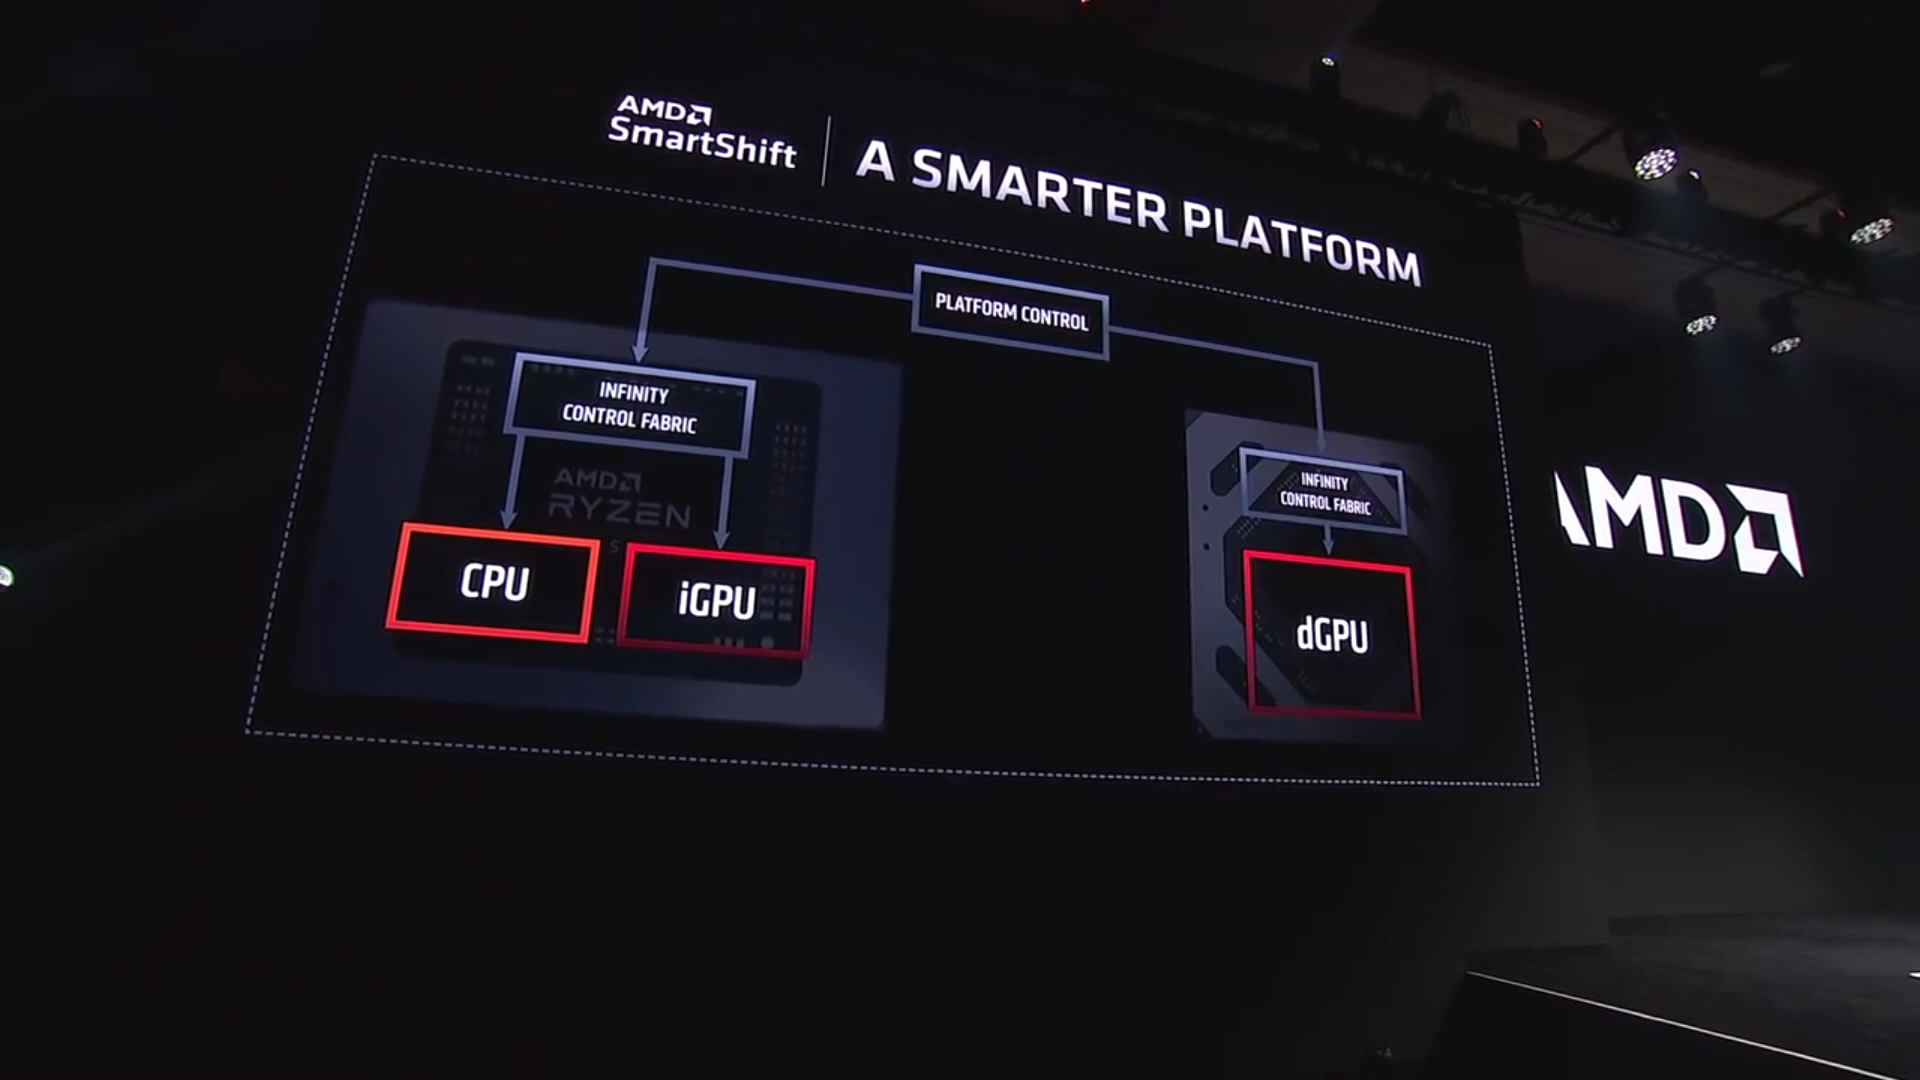 AMD
SmartShift
A SMARTER PLATFORM
PLATFORM CONTROL
INFINITY
CONTROL FABRIC
AMD
RYZEN
CPU
iGPU
INFINITY
CONTROL FABRIC
dGPU
AMD